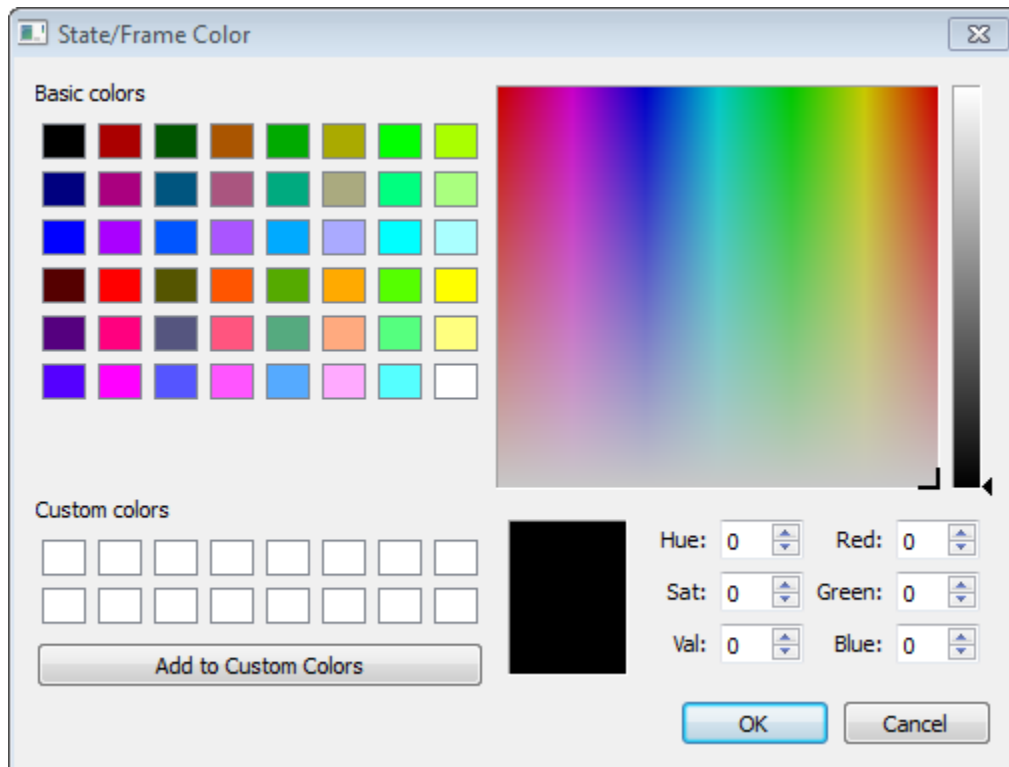 State/Frame Color
Basic colors
Custom colors
Add to Custom Colors
Hue: 0 Red: 0
Sat: 0 Green: 0
Val: 0 Blue: 0
OK Cancel